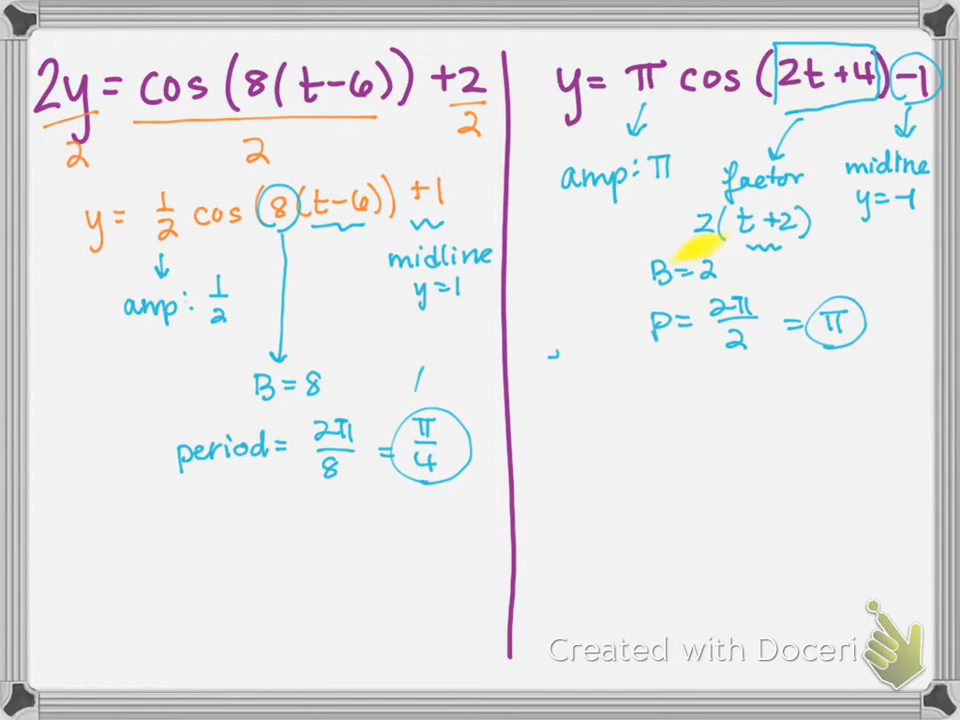 2y = cos (8(t-6)) + 2
2 2 2
y = 1/2 cos (8(t-6)) + 1
amp: 1/2
midline
y=1
B = 8
period = 2π/8 = π/4
y = π cos (2t+4) -1
amp: π
factor
2(t+2)
midline
y=-1
B=2
P = 2π/2 = π
Created with Doceri